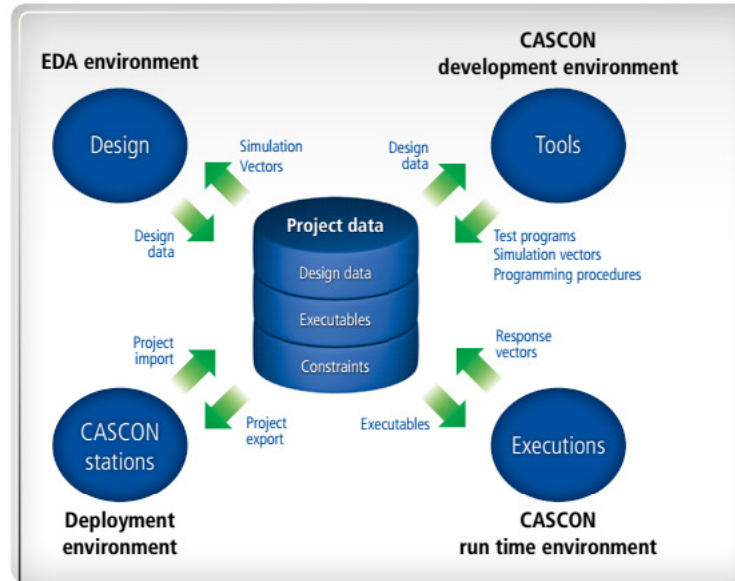 EDA environment
CASCON
development environment
Design
Simulation
Vectors
Design
data
Tools
Design
data
Project data
Design data
Executables
Constraints
Test programs
Simulation vectors
Programming procedures
Project
import
Response
vectors
CASCON
stations
Project
export
Executables
Executions
Deployment
environment
CASCON
run time environment